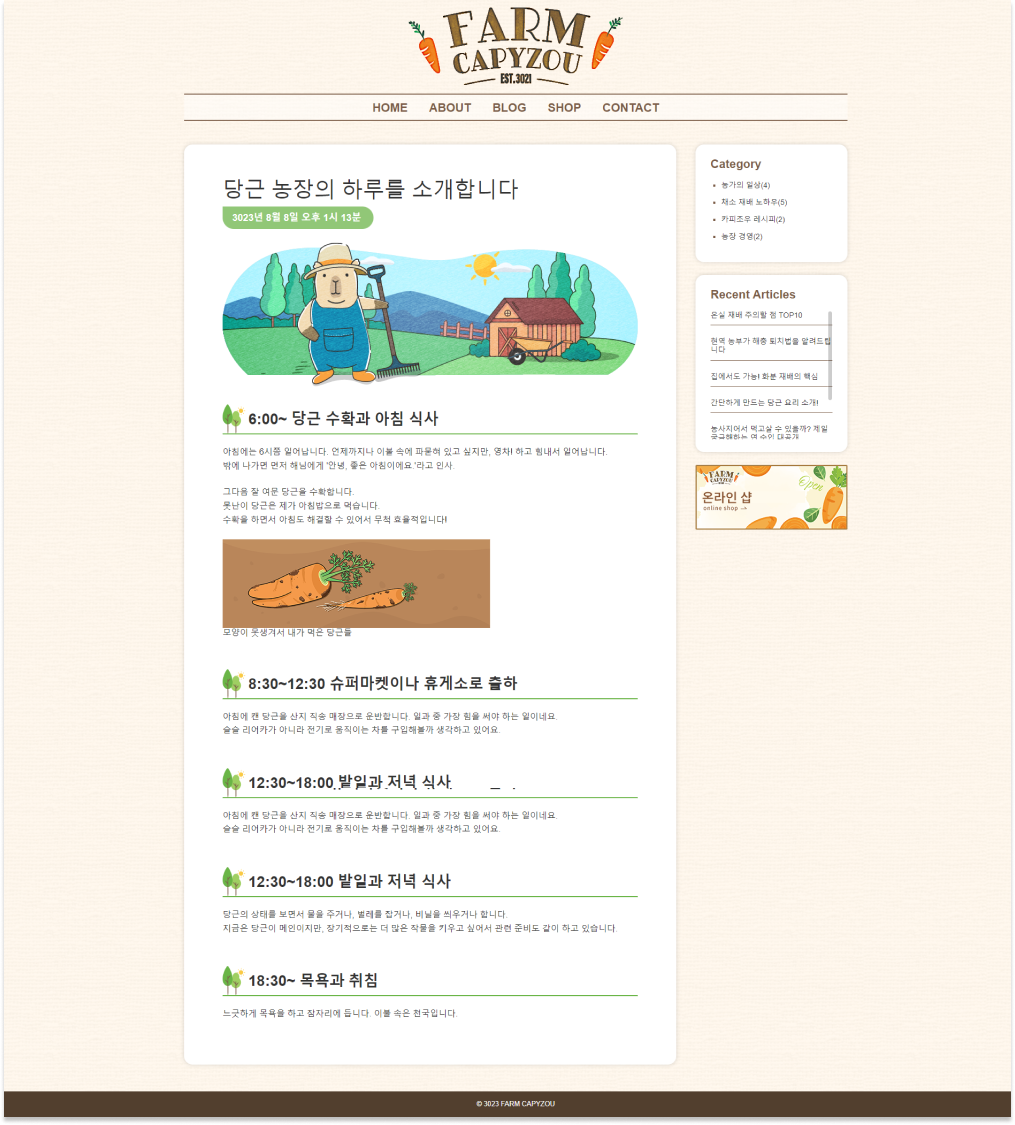 FARM
CAPYZOU
EST.3021
HOME ABOUT BLOG SHOP CONTACT
당근 농장의 하루를 소개합니다
3023년 8월 8일 오후 1시 13분
6:00~ 당근 수확과 아침 식사
아침에는 6시쯤 일어납니다. 언제까지나 이불 속에 파묻혀 있고 싶지만, 영차! 하고 힘내서 일어납니다.
밖에 나가면 먼저 해님에게 '안녕, 좋은 아침이에요.'라고 인사.
그다음 잘 여문 당근을 수확합니다.
못난이 당근은 제가 아침밥으로 먹습니다.
수확을 하면서 아침도 해결할 수 있어서 무척 효율적입니다!
모양이 못생겨서 내가 먹은 당근들
8:30~12:30 슈퍼마켓이나 휴게소로 출하
아침에 캔 당근을 산지 직송 매장으로 운반합니다. 일과 중 가장 힘을 써야 하는 일이네요.
슬슬 리어카가 아니라 전기로 움직이는 차를 구입해볼까 생각하고 있어요.
12:30~18:00 밭일과 저녁 식사
아침에 캔 당근을 산지 직송 매장으로 운반합니다. 일과 중 가장 힘을 써야 하는 일이네요.
슬슬 리어카가 아니라 전기로 움직이는 차를 구입해볼까 생각하고 있어요.
12:30~18:00 밭일과 저녁 식사
당근의 상태를 보면서 물을 주거나, 벌레를 잡거나, 비닐을 씌우거나 합니다.
지금은 당근이 메인이지만, 장기적으로는 더 많은 작물을 키우고 싶어서 관련 준비도 같이 하고 있습니다.
18:30~ 목욕과 취침
느긋하게 목욕을 하고 잠자리에 듭니다. 이불 속은 천국입니다.
Category
농가의 일상(4)
채소 재배 노하우(5)
카피조우 레시피(2)
농장 경영(2)
Recent Articles
온실 재배 주의할 점 TOP10
현역 농부가 해충 퇴치법을 알려드립
니다
집에서도 가능! 화분 재배의 핵심
간단하게 만드는 당근 요리 소개!
농사지어서 먹고살 수 있을까? 제일
궁금해하는 연 수입 대공개
FARM
CAPYZOU
Open
온라인 샵
online shop
© 3023 FARM CAPYZOU